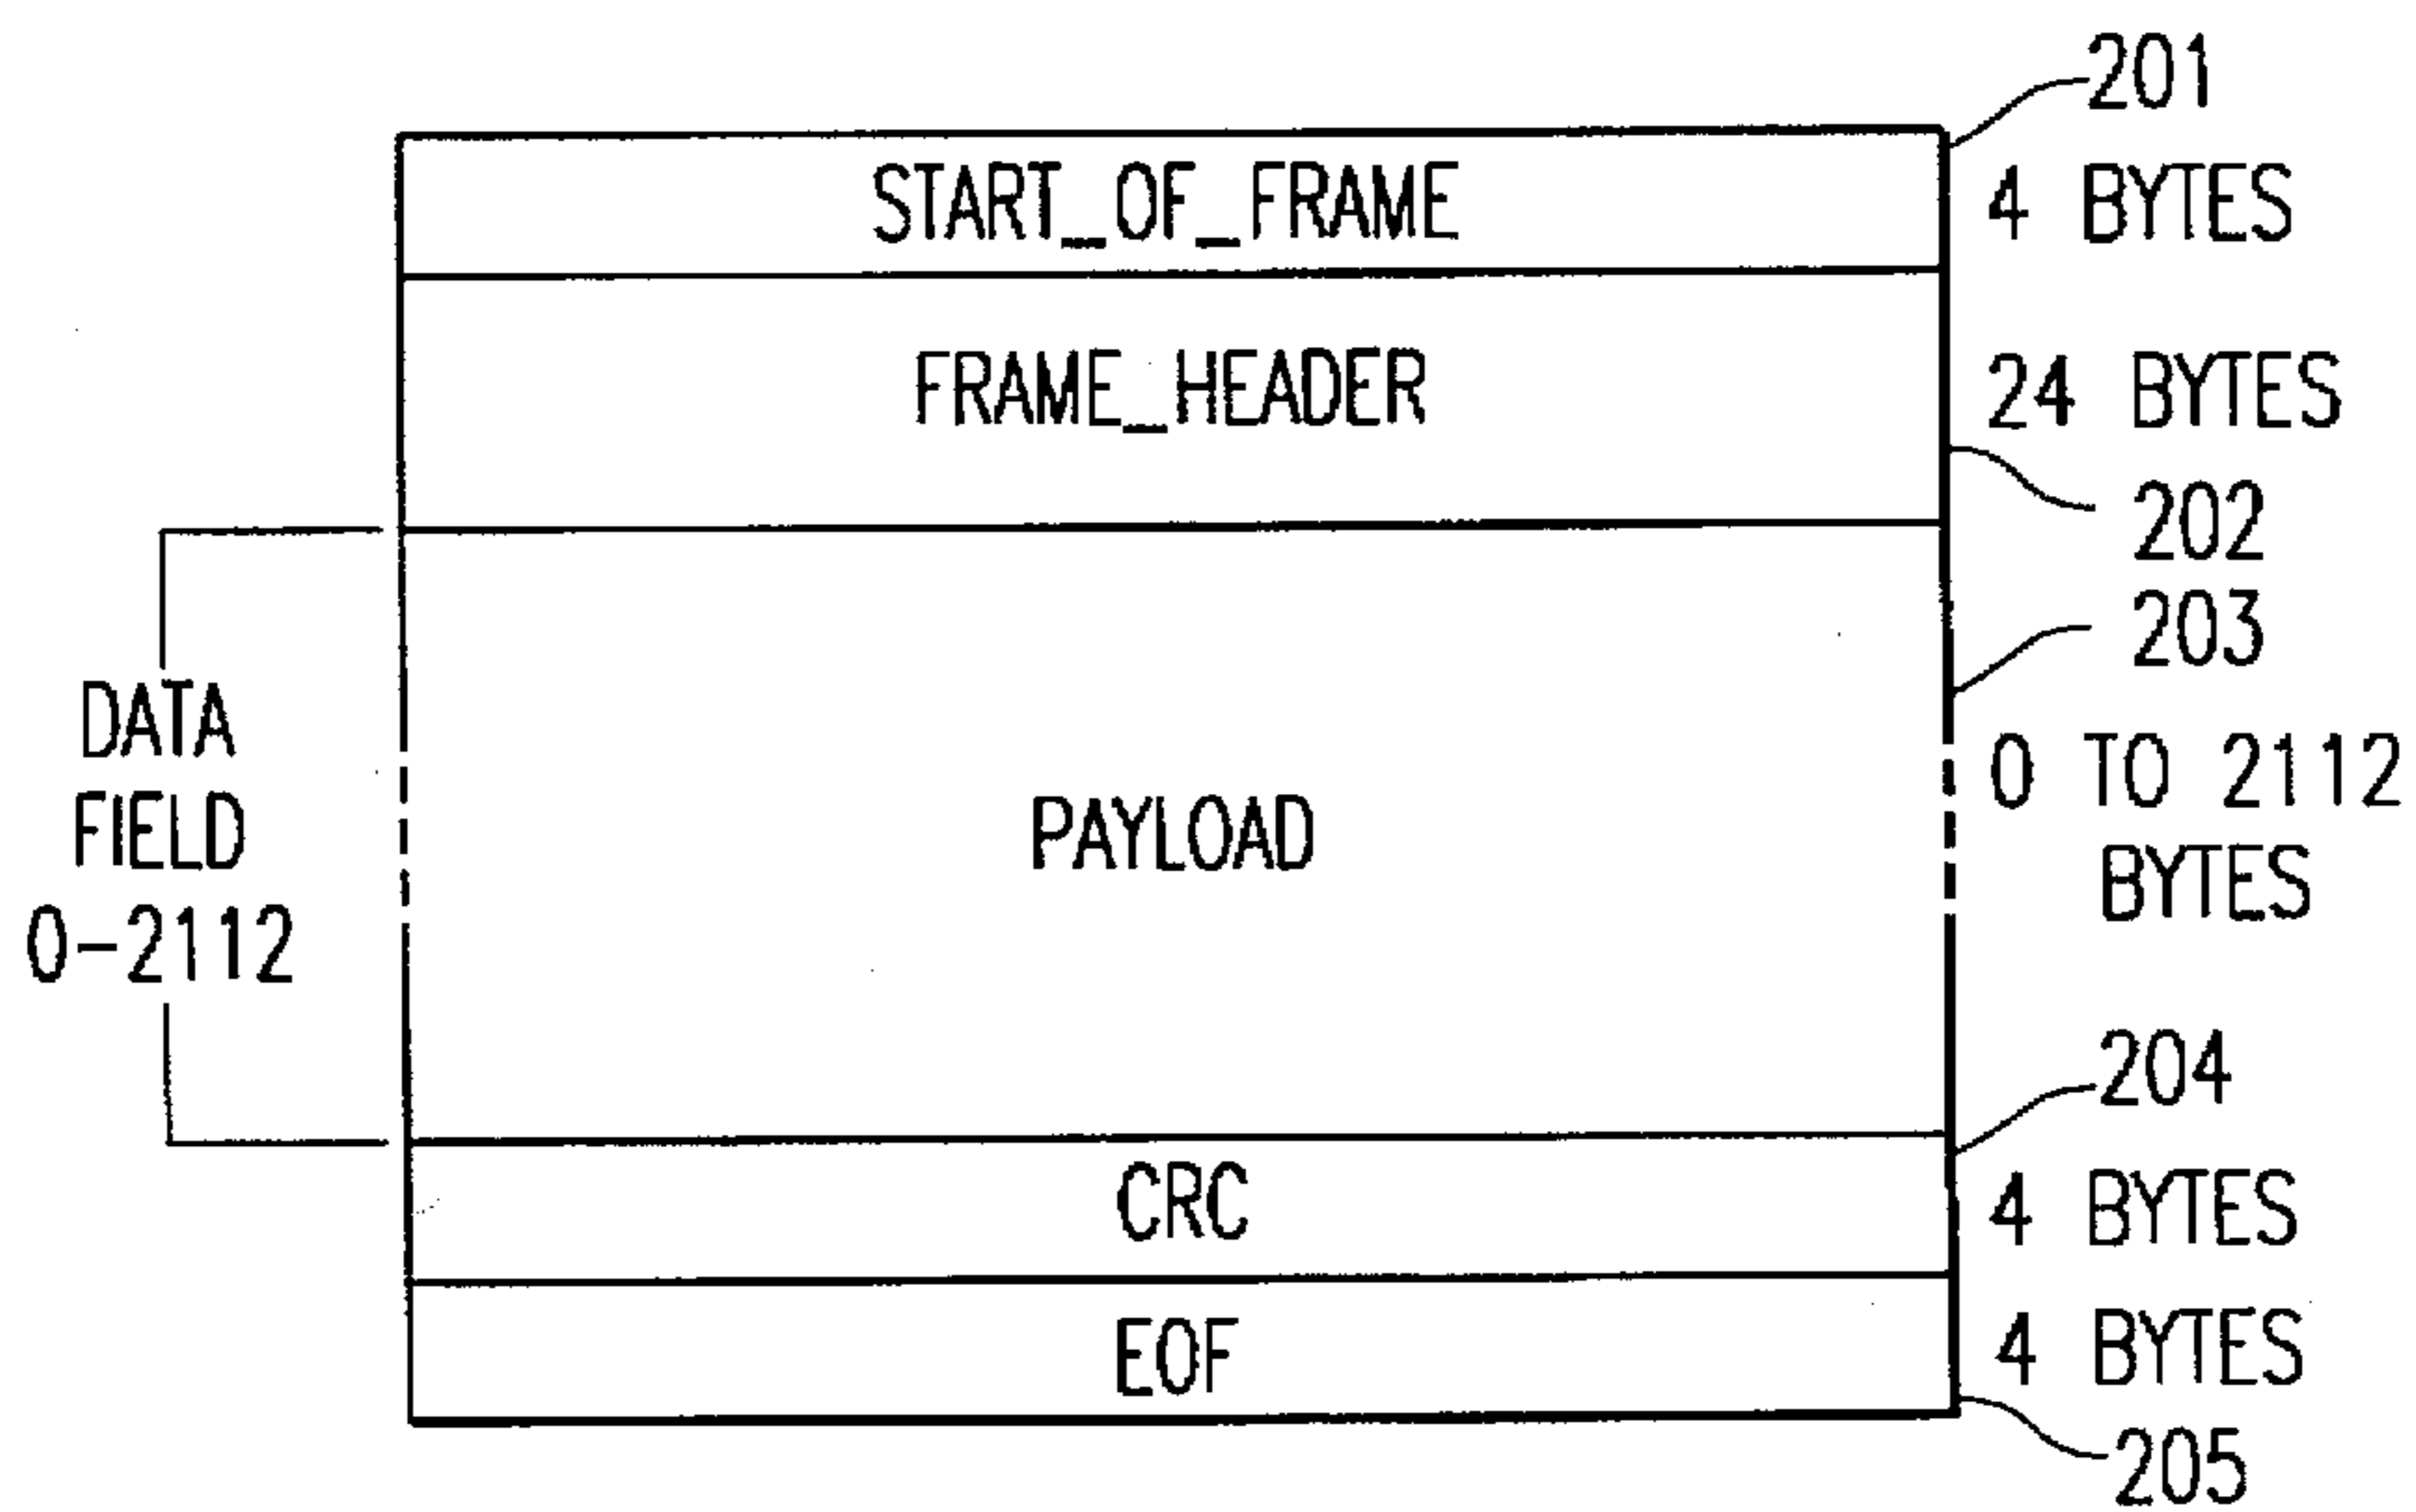 201
START_OF_FRAME
4 BYTES
FRAME_HEADER
24 BYTES
202
203
DATA
FIELD
0-2112
PAYLOAD
0 TO 2112
BYTES
204
CRC
4 BYTES
EOF
4 BYTES
205